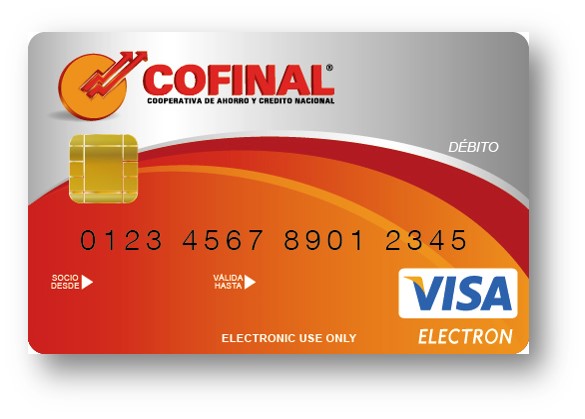 COFINAL®
COOPERATIVA DE AHORRO Y CREDITO NACIONAL
DÉBITO
0123 4567 8901 2345
SOCIO
DESDE
VÁLIDA
HASTA
VISA
ELECTRON
ELECTRONIC USE ONLY